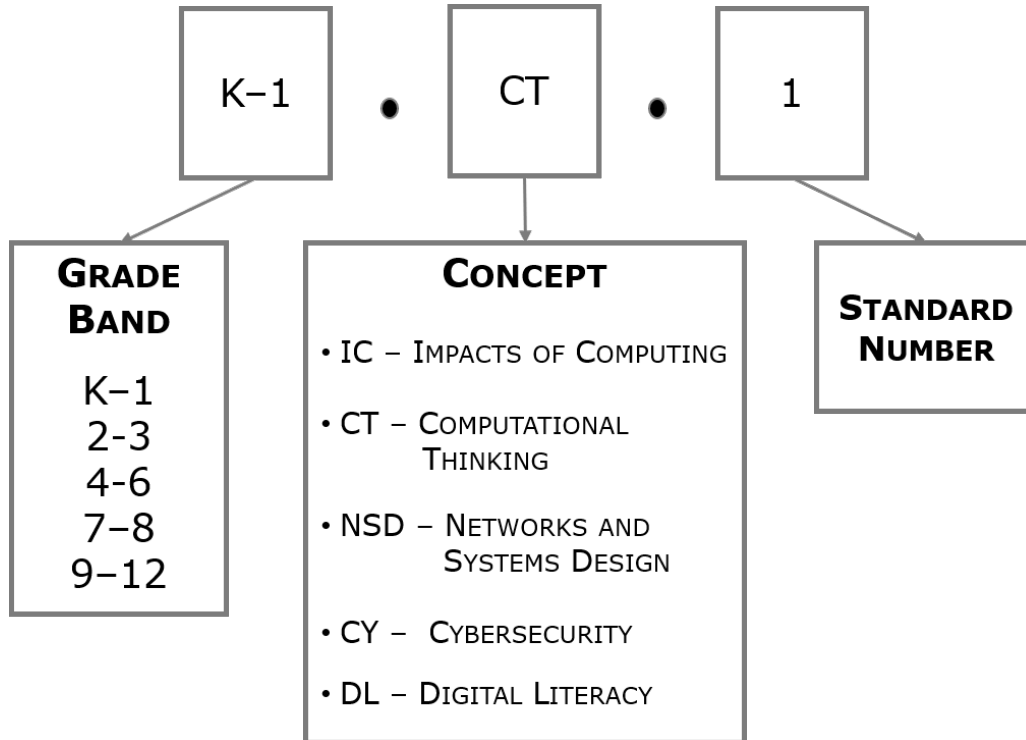 K–1 • CT • 1
GRADE
BAND
K–1
2-3
4-6
7–8
9–12
CONCEPT
• IC – IMPACTS OF COMPUTING
• CT – COMPUTATIONAL
THINKING
• NSD – NETWORKS AND
SYSTEMS DESIGN
• CY – CYBERSECURITY
• DL – DIGITAL LITERACY
STANDARD
NUMBER